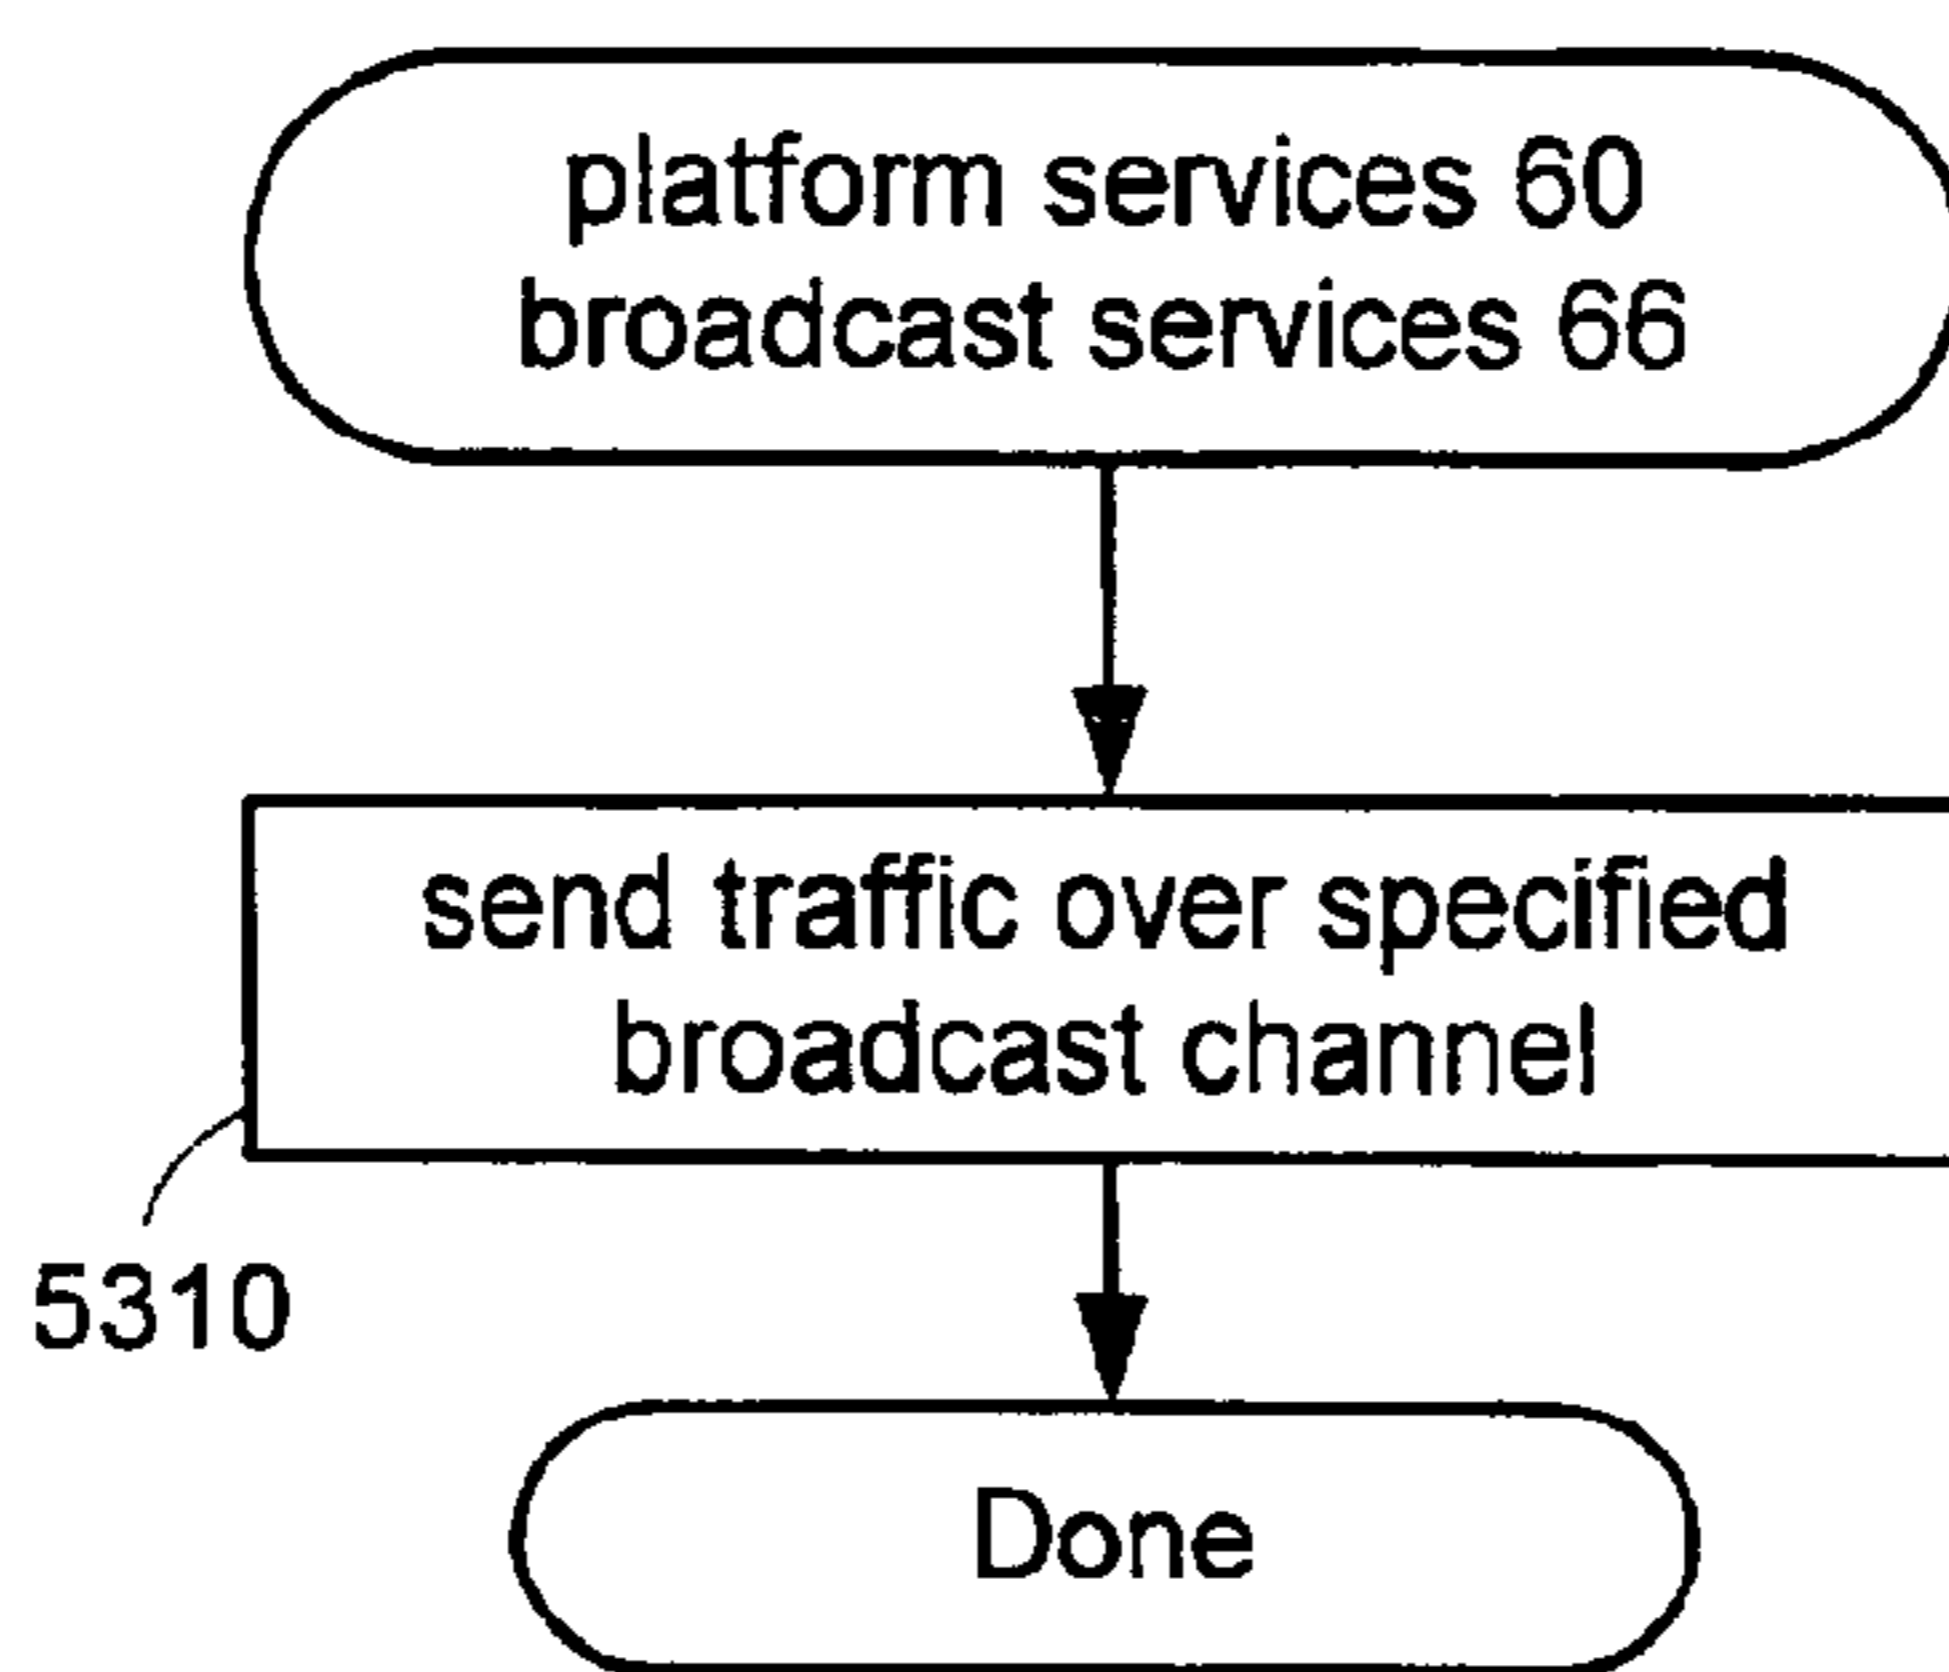 platform services 60
broadcast services 66
send traffic over specified
broadcast channel
5310
Done